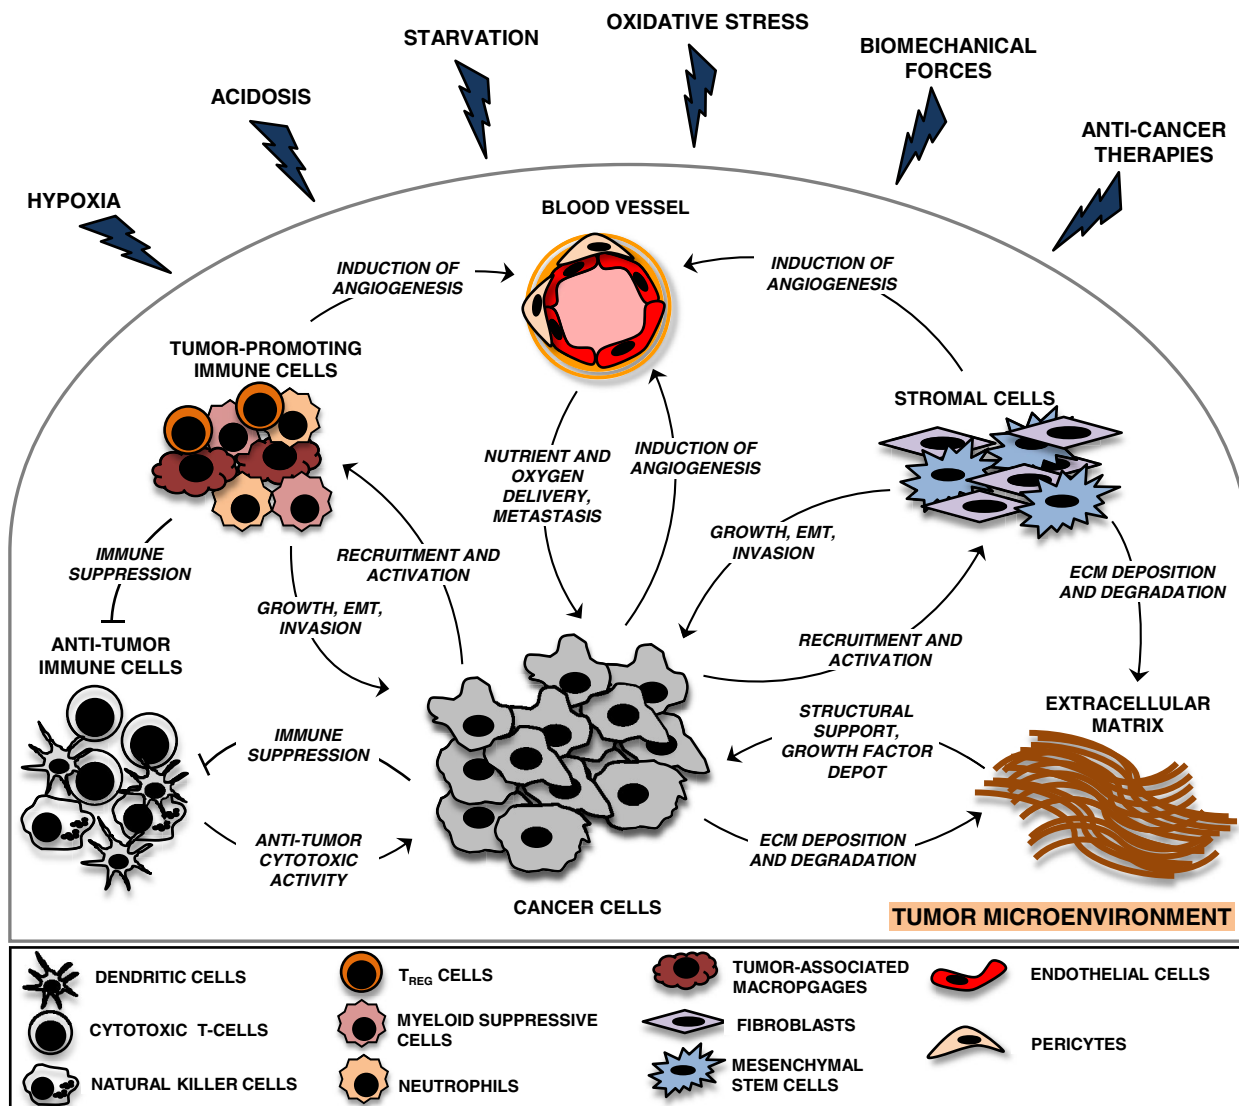 OXIDATIVE STRESS
STARVATION
BIOMECHANICAL
FORCES
ACIDOSIS
ANTI-CANCER
THERAPIES
HYPOXIA
BLOOD VESSEL
INDUCTION OF
ANGIOGENESIS
INDUCTION OF
ANGIOGENESIS
TUMOR-PROMOTING
IMMUNE CELLS
STROMAL CELLS
NUTRIENT AND
OXYGEN
DELIVERY,
METASTASIS
INDUCTION OF
ANGIOGENESIS
IMMUNE
SUPPRESSION
RECRUITMENT AND
ACTIVATION
GROWTH, EMT,
INVASION
GROWTH, EMT,
INVASION
ECM DEPOSITION
AND DEGRADATION
ANTI-TUMOR
IMMUNE CELLS
RECRUITMENT AND
ACTIVATION
EXTRACELLULAR
MATRIX
IMMUNE
SUPPRESSION
STRUCTURAL
SUPPORT,
GROWTH FACTOR
DEPOT
ANTI-TUMOR
CYTOTOXIC
ACTIVITY
ECM DEPOSITION
AND DEGRADATION
CANCER CELLS
TUMOR MICROENVIRONMENT
DENDRITIC CELLS
CYTOTOXIC T-CELLS
NATURAL KILLER CELLS
TREG CELLS
MYELOID SUPPRESSIVE
CELLS
NEUTROPHILS
TUMOR-ASSOCIATED
MACROPGAGES
FIBROBLASTS
MESENCHYMAL
STEM CELLS
ENDOTHELIAL CELLS
PERICYTES